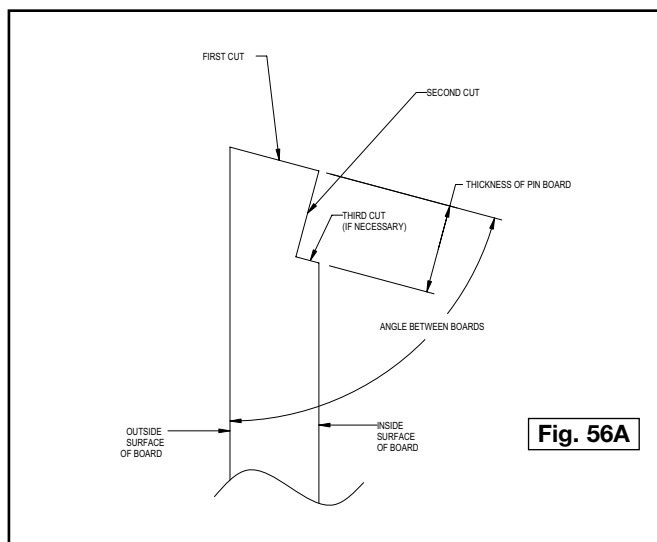 FIRST CUT
SECOND CUT
THICKNESS OF PIN BOARD
THIRD CUT
(IF NECESSARY)
ANGLE BETWEEN BOARDS
OUTSIDE
SURFACE
OF BOARD
INSIDE
SURFACE
OF BOARD
Fig. 56A